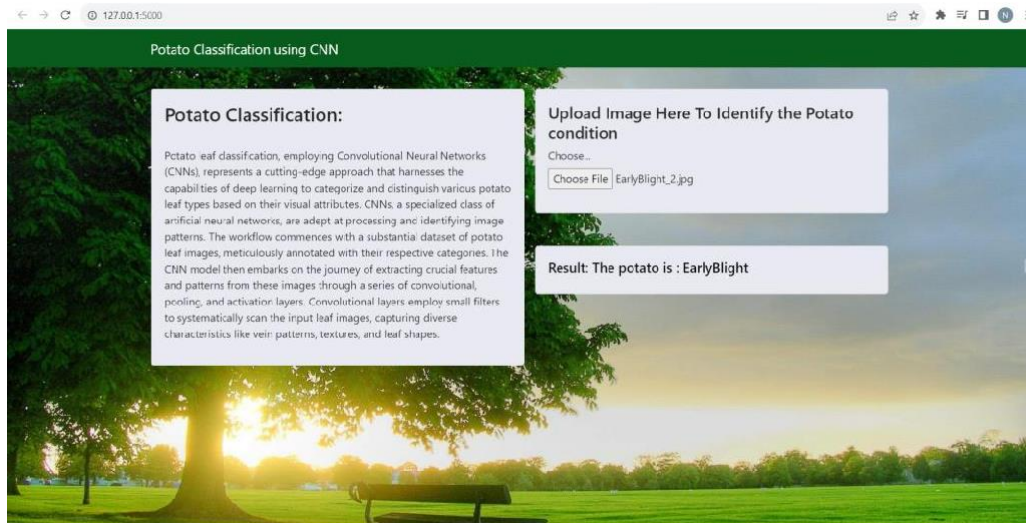 127.0.0.1:5000
N
Potato Classification using CNN
Potato Classification:
Potato leaf classification, employing Convolutional Neural Networks
(CNNs), represents a cutting-edge approach that harnesses the
capabilities of deep learning to categorize and distinguish various potato
leaf types based on their visual attributes. CNNs, a specialized class of
artificial neural networks, are adept at processing and identifying image
patterns. The workflow commences with a substantial dataset of potato
leaf images, meticulously annotated with their respective categories. The
CNN model then embarks on the journey of extracting crucial features
and patterns from these images through a series of convolutional,
pooling, and activation layers. Convolutional layers employ small filters
to systematically scan the input leaf images, capturing diverse
characteristics like vein patterns, textures, and leaf shapes.
Upload Image Here To Identify the Potato
condition
Choose...
Choose File EarlyBlight_2.jpg
Result: The potato is : EarlyBlight